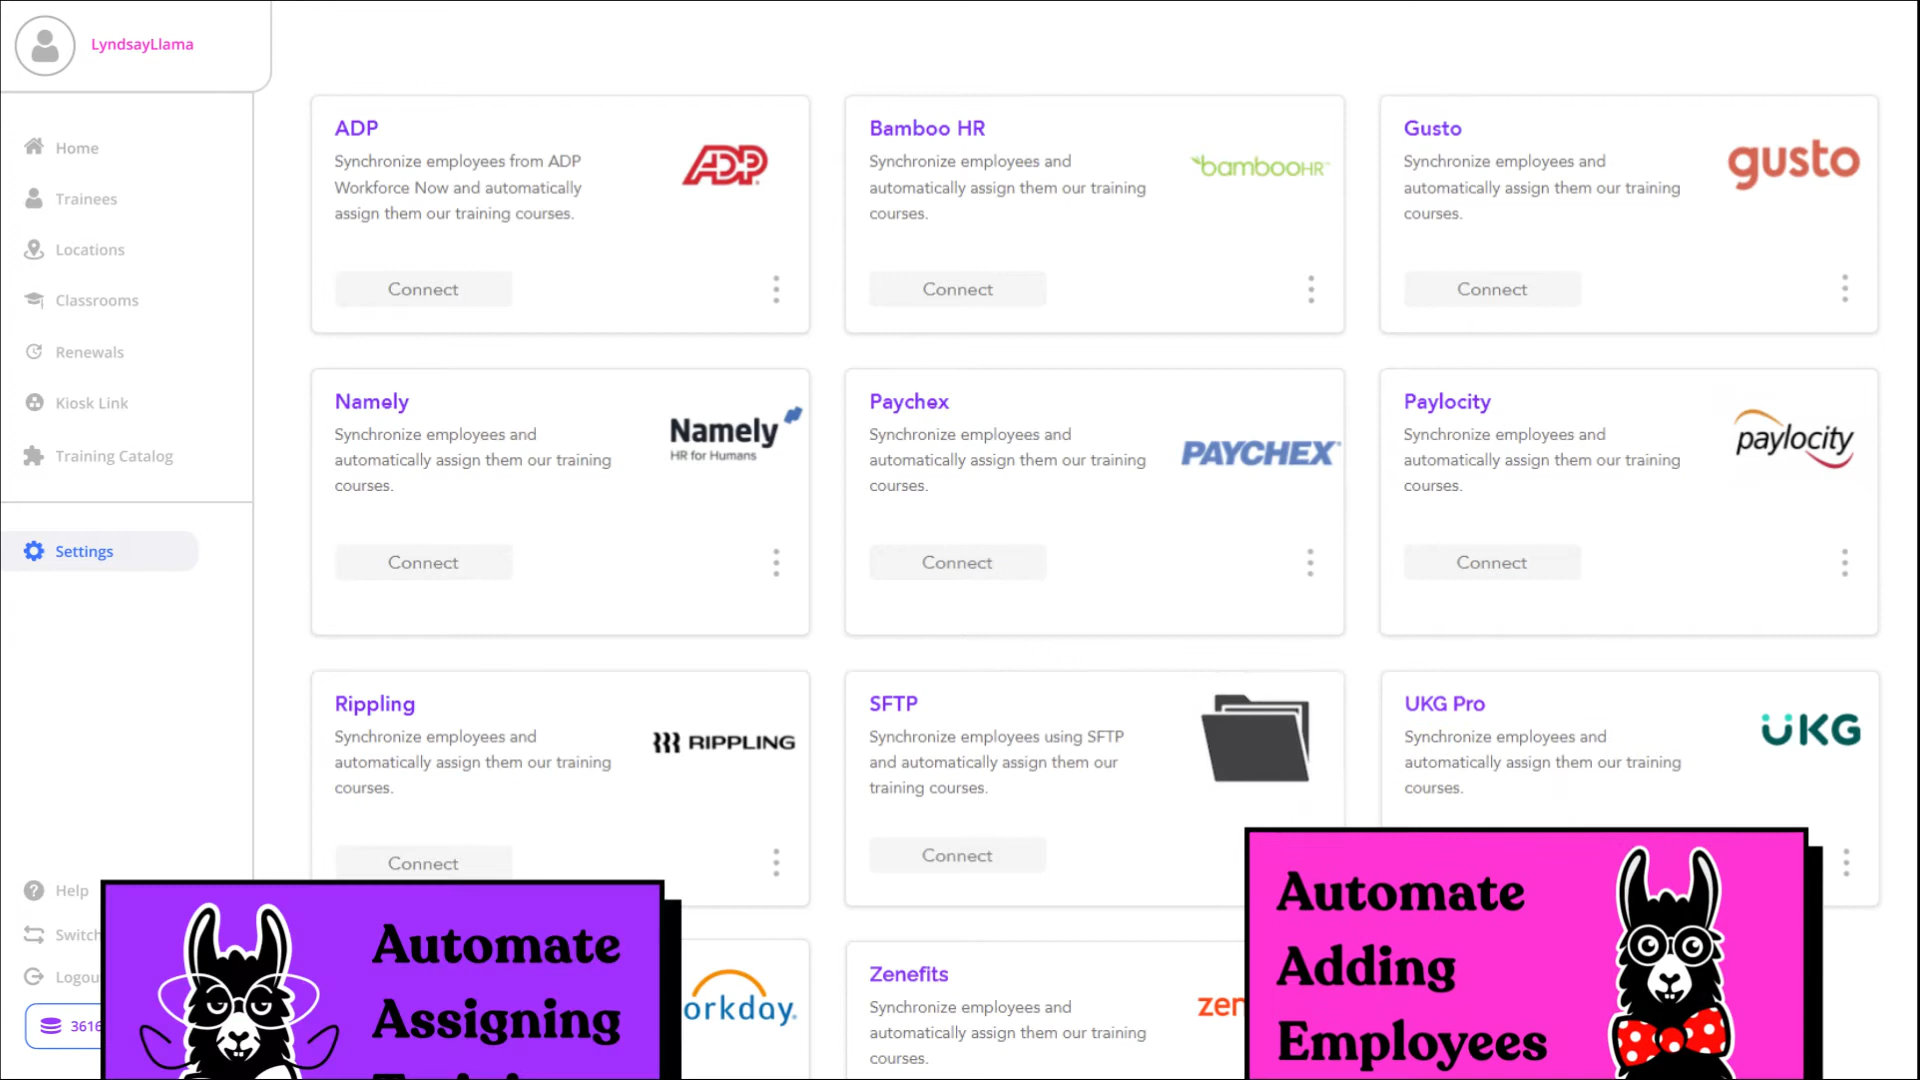 LyndsayLlama
Home
Trainees
Locations
Classrooms
Renewals
Kiosk Link
Training Catalog
Settings
Help
Switch
Logou
3616
ADP
Synchronize employees from ADP
Workforce Now and automatically
assign them our training courses.
ADP
Connect
Bamboo HR
Synchronize employees and
automatically assign them our training
courses.
bambooHR
Connect
Gusto
Synchronize employees and
automatically assign them our training
courses.
gusto
Connect
Namely
Synchronize employees and
automatically assign them our training
courses.
Namely
HR for Humans
Connect
Paychex
Synchronize employees and
automatically assign them our training
courses.
PAYCHEX
Connect
Paylocity
Synchronize employees and
automatically assign them our training
courses.
paylocity
Connect
Rippling
Synchronize employees and
automatically assign them our training
courses.
RIPPLING
Connect
SFTP
Synchronize employees using SFTP
and automatically assign them our
training courses.
Connect
UKG Pro
Synchronize employees and
automatically assign them our training
courses.
UKG
orkday.
Zenefits
Synchronize employees and
automatically assign them our training
courses.
zen
Automate
Assigning
Automate
Adding
Employees